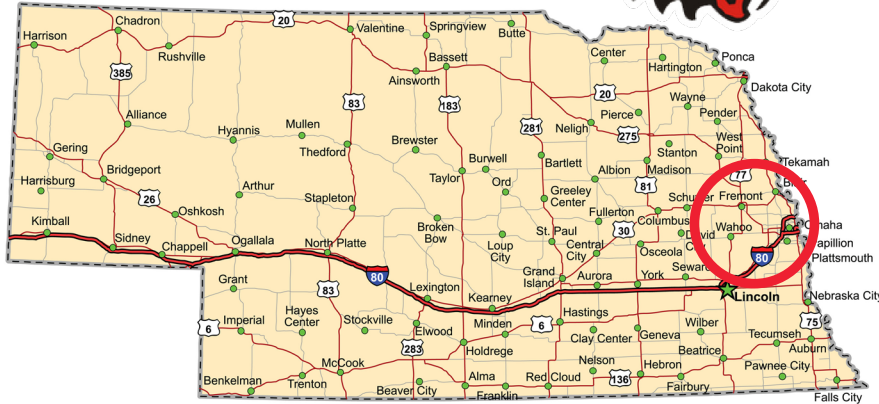 20
Chadron
Valentine
Springview
Butte
Harrison
Rushville
Bassett
Center
Ponca
Hartington
385
Ainsworth
Dakota City
20
83
183
Wayne
Alliance
Pierce
Pender
Hyannis
Mullen
281
Neligh
275
West
Point
Gering
Thedford
Brewster
Stanton
Bridgeport
Burwell
Bartlett
Madison
Tekamah
Harrisburg
Arthur
Taylor
Ord
Albion
81
77
26
Stapleton
Greeley
Center
Fremont
Oshkosh
Fullerton
Columbus
Kimball
Broken
Bow
St. Paul
30
David
Wahoo
Omaha
Sidney
Chappell
Ogallala
North Platte
Loup
City
Central
City
Osceola
80
Papillion
Plattsmouth
Grant
80
Lexington
Grand
Island
Aurora
York
Seward
83
Kearney
Lincoln
Nebraska City
6
Imperial
Hayes
Center
Stockville
Elwood
Minden
6
Hastings
Clay Center
Geneva
Wilber
75
Tecumseh
283
Holdrege
Auburn
McCook
Nelson
Hebron
Beatrice
Pawnee City
Benkelman
Trenton
Beaver City
Alma
Franklin
Red Cloud
136
Fairbury
Falls City